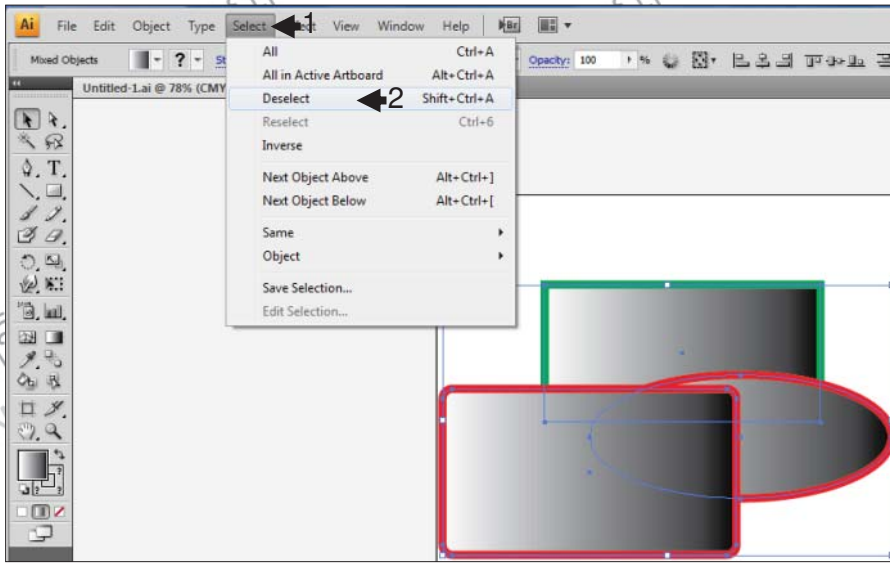 Ai File Edit Object Type Select 1 View Window Help Br
Mixed Objects ? St Opacity: 100 %
Untitled-1.ai @ 78% (CMY
All Ctrl+A
All in Active Artboard Alt+Ctrl+A
Deselect 2 Shift+Ctrl+A
Reselect Ctrl+6
Inverse
Next Object Above Alt+Ctrl+]
Next Object Below Alt+Ctrl+[
Same
Object
Save Selection...
Edit Selection...
T
?
? ?